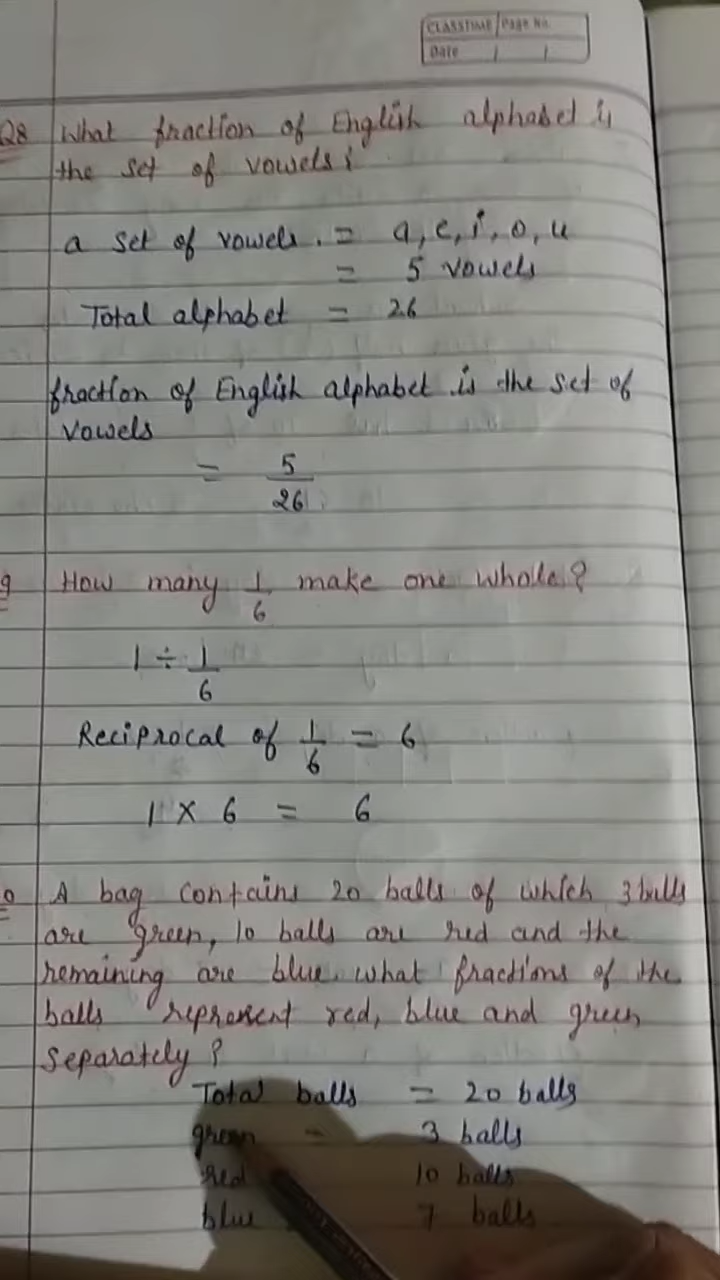 CLASSTIME Page No.
Date / /
Q8 What fraction of English alphabet is
the set of vowels?
a set of vowels. = a, e, i, o, u
= 5 vowels
Total alphabet = 26
fraction of English alphabet is the set of
vowels
= 5/26
9 How many 1/6 make one whole?
1 ÷ 1/6
Reciprocal of 1/6 = 6
1 × 6 = 6
0 A bag contains 20 balls of which 3 balls
are green, 10 balls are red and the
remaining are blue. what fractions of the
balls represent red, blue and green
separately?
Total balls = 20 balls
green = 3 balls
red 10 balls
blue 7 balls